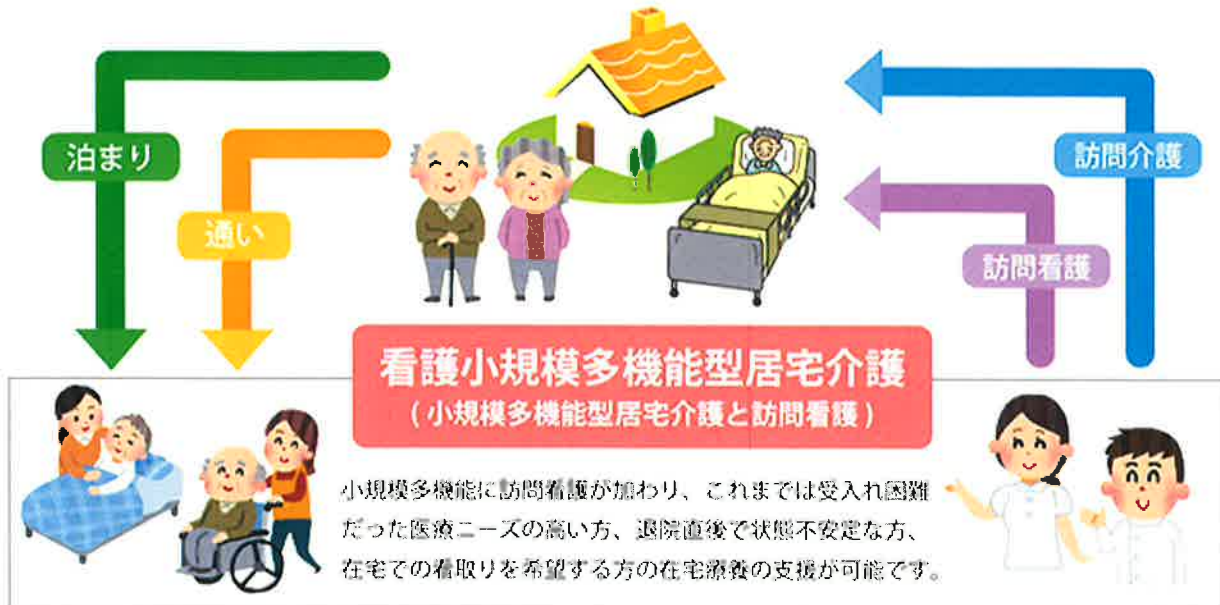 泊まり
通い
訪問介護
訪問看護
看護小規模多機能型居宅介護
(小規模多機能型居宅介護と訪問看護)
小規模多機能に訪問看護が加わり、これまでは受入れ困難
だった医療ニーズの高い方、退院直後で状態不安定な方、
在宅での看取りを希望する方の在宅療養の支援が可能です。